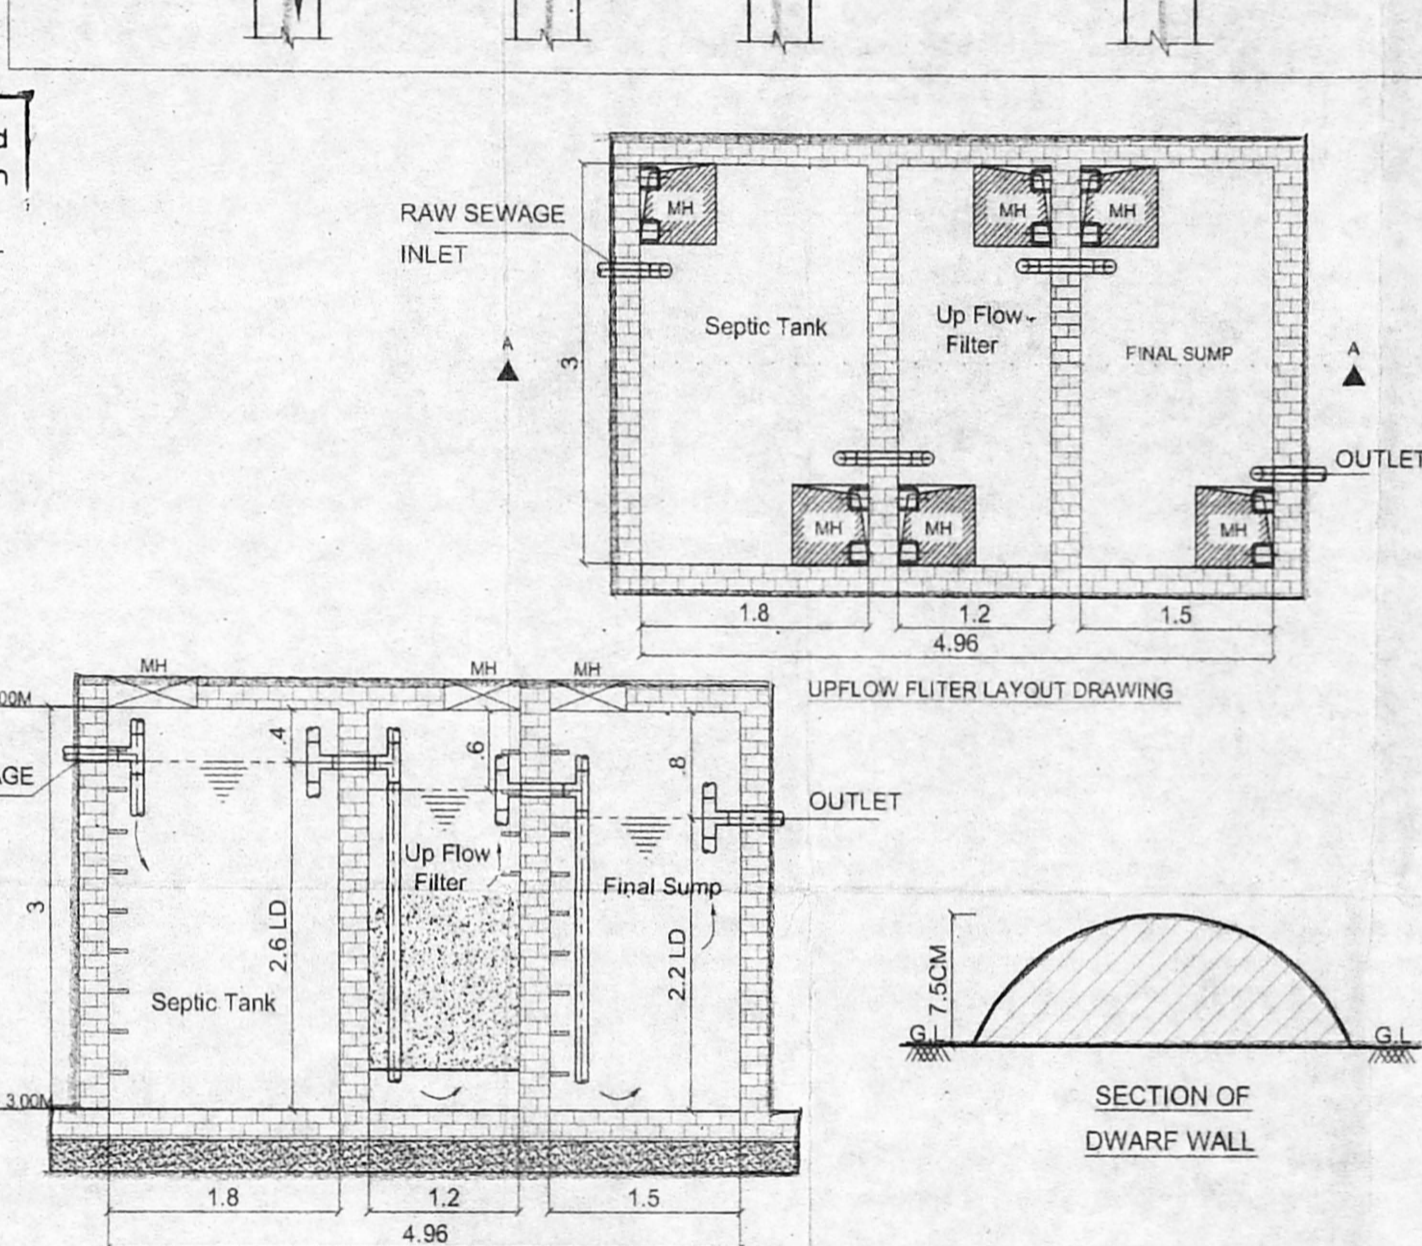 RAW SEWAGE
INLET
MH
MH
MH
A
A
3
Septic Tank
Up Flow
Filter
FINAL SUMP
OUTLET
MH
MH
MH
1.8
1.2
1.5
4.96
UPFLOW FLITER LAYOUT DRAWING
MH
MH
MH
00M
.4
.6
.8
AGE
OUTLET
3
Up Flow
Filter
Final Sump
2.6 LD
2.2 LD
Septic Tank
3.00M
1.8
1.2
1.5
4.96
7.5CM
G.L
G.L
SECTION OF
DWARF WALL